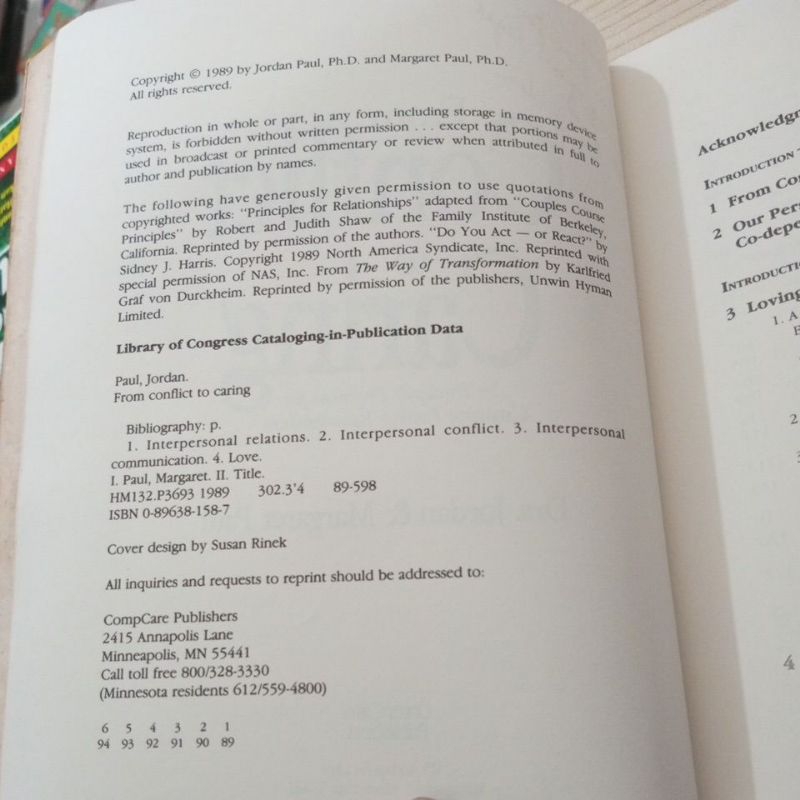 Copyright © 1989 by Jordan Paul, Ph.D. and Margaret Paul, Ph.D.
All rights reserved.
Reproduction in whole or part, in any form, including storage in memory device
system, is forbidden without written permission . . . except that portions may be
used in broadcast or printed commentary or review when attributed in full to
author and publication by names.
The following have generously given permission to use quotations from
copyrighted works: "Principles for Relationships" adapted from "Couples Course
Principles" by Robert and Judith Shaw of the Family Institute of Berkeley,
California. Reprinted by permission of the authors. "Do You Act — or React?" by
Sidney J. Harris. Copyright 1989 North America Syndicate, Inc. Reprinted with
special permission of NAS, Inc. From The Way of Transformation by Karlfried
Graf von Durckheim. Reprinted by permission of the publishers, Unwin Hyman
Limited.
Library of Congress Cataloging-in-Publication Data
Paul, Jordan.
From conflict to caring
Bibliography: p.
1. Interpersonal relations. 2. Interpersonal conflict. 3. Interpersonal
communication. 4. Love.
I. Paul, Margaret. II. Title.
HM132.P3693 1989 302.3'4 89-598
ISBN 0-89638-158-7
Cover design by Susan Rinek
All inquiries and requests to reprint should be addressed to:
CompCare Publishers
2415 Annapolis Lane
Minneapolis, MN 55441
Call toll free 800/328-3330
(Minnesota residents 612/559-4800)
6 5 4 3 2 1
94 93 92 91 90 89
Acknowledgm
INTRODUCTION
1 From Con
2 Our Pers
Co-depe
INTRODUCTIO
3 Loving
1. A
2
3
4